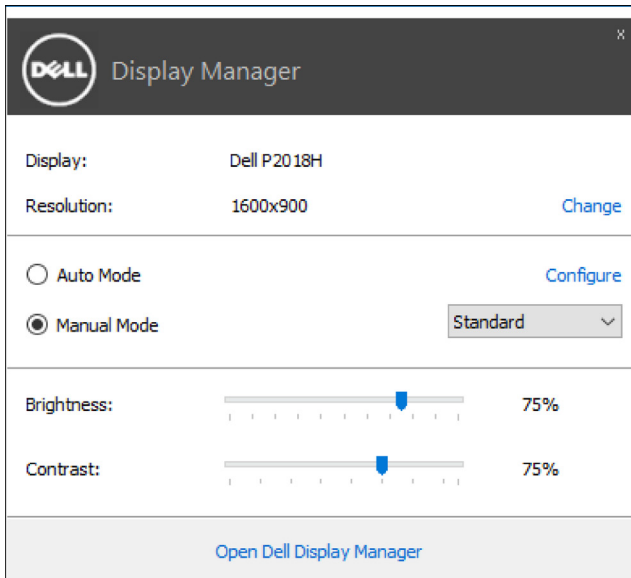 x
DELL Display Manager
Display: Dell P2018H
Resolution: 1600x900 Change
Auto Mode Configure
Manual Mode Standard
Brightness: 75%
Contrast: 75%
Open Dell Display Manager